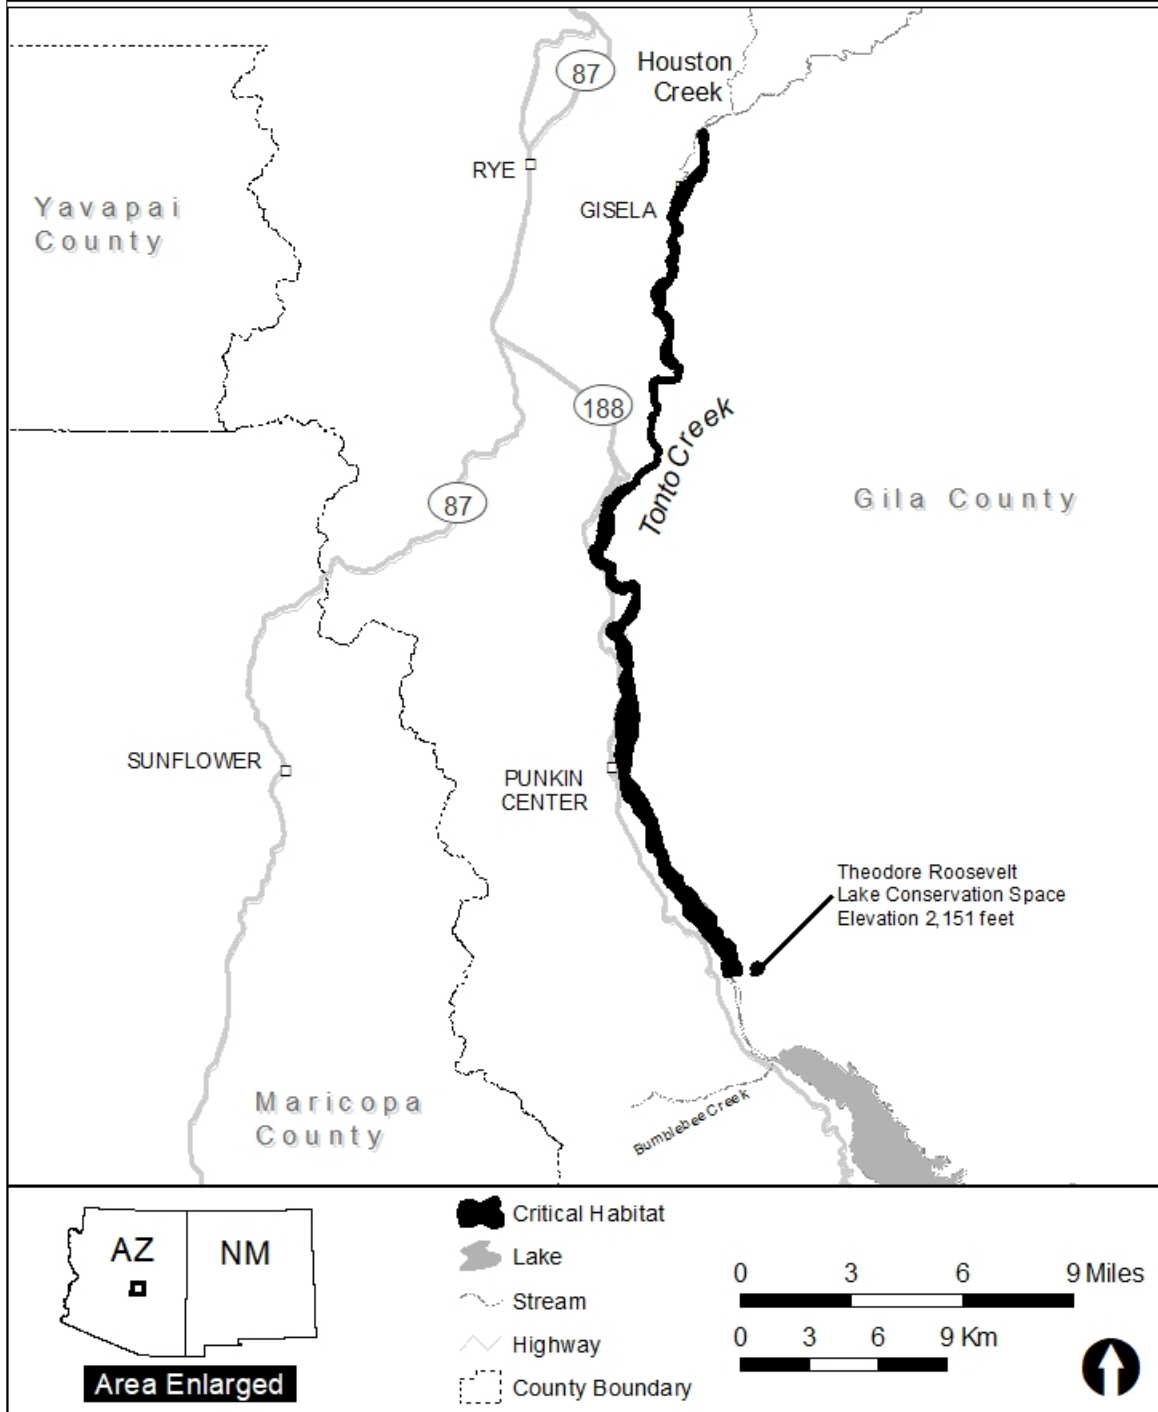 87
Houston
Creek
RYE
Yavapai
County
GISELA
188
Tonto Creek
87
Gila County
SUNFLOWER
PUNKIN
CENTER
Theodore Roosevelt
Lake Conservation Space
Elevation 2,151 feet
Maricopa
County
Bumblebee Creek
AZ
NM
Area Enlarged
Critical Habitat
Lake
Stream
Highway
County Boundary
0 3 6 9 Miles
0 3 6 9 Km